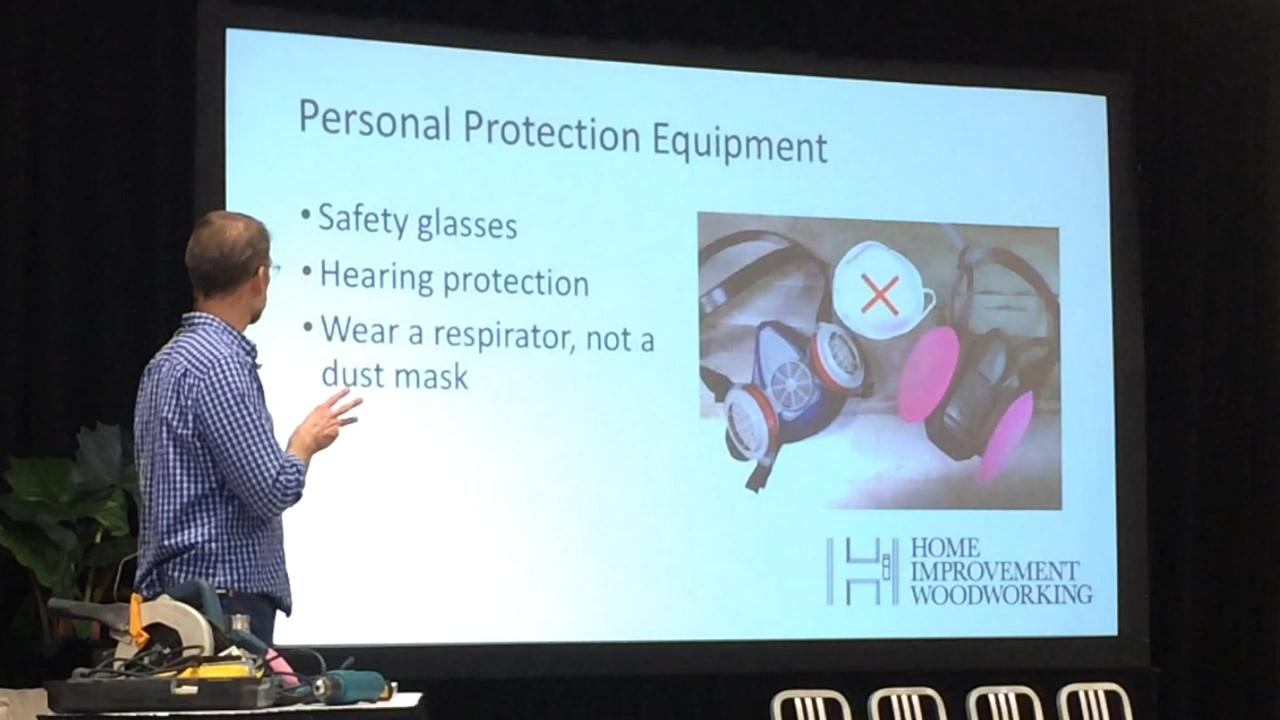 Personal Protection Equipment
• Safety glasses
• Hearing protection
• Wear a respirator, not a
dust mask
HOME
IMPROVEMENT
WOODWORKING